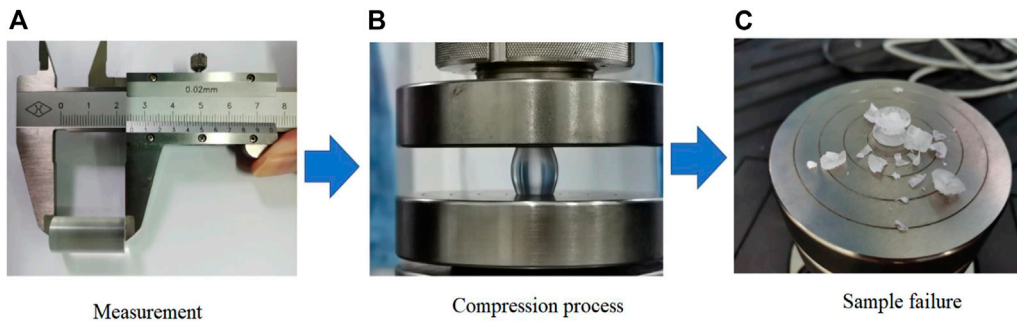 A
B
C
0.02mm
0 1 2 3 4 5 6 7 8
Measurement
Compression process
Sample failure